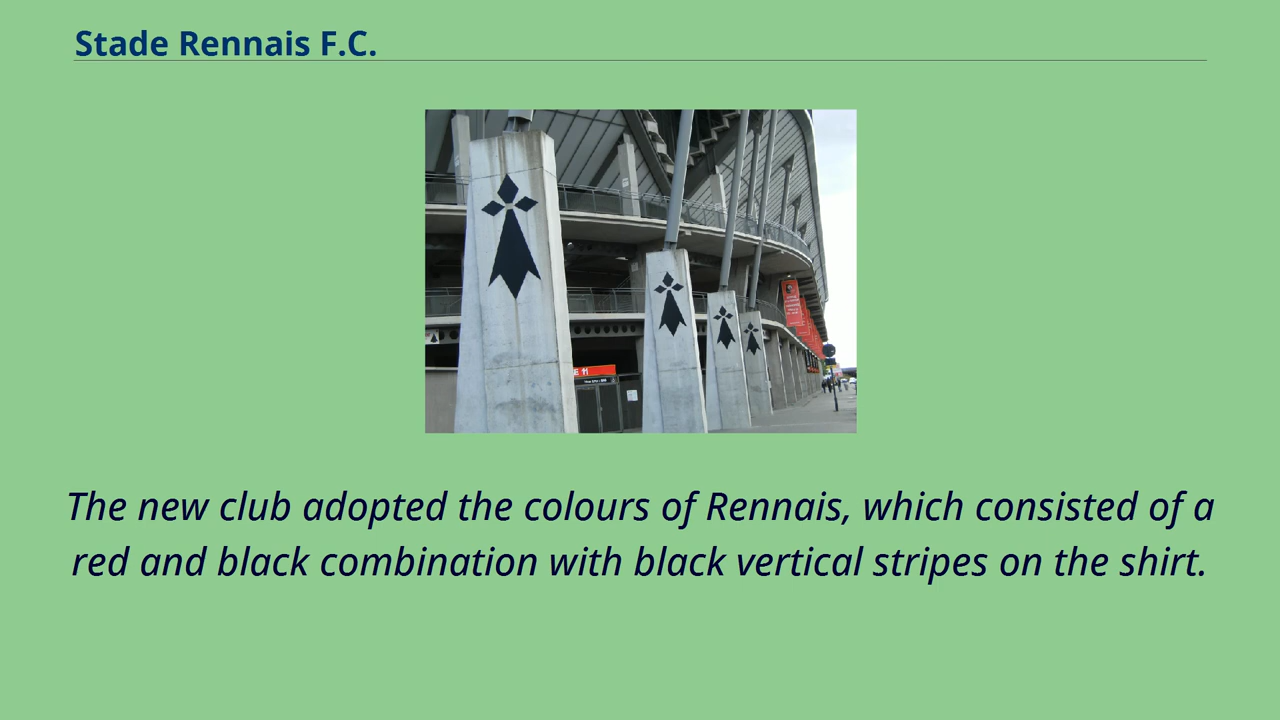 Stade Rennais F.C.
The new club adopted the colours of Rennais, which consisted of a
red and black combination with black vertical stripes on the shirt.